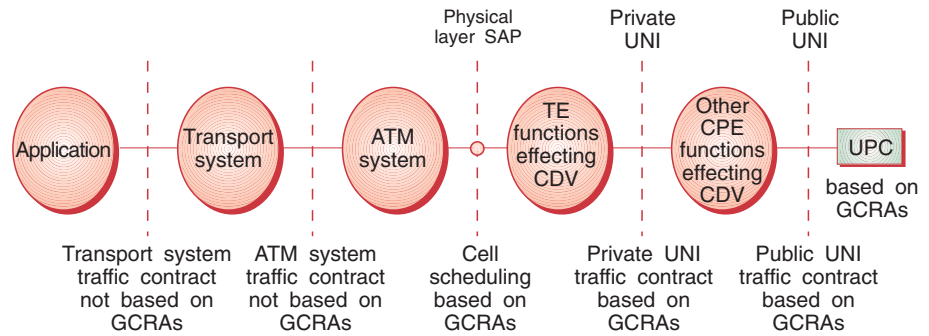 Physical
layer SAP
Private
UNI
Public
UNI
Application
Transport
system
ATM
system
TE
functions
effecting
CDV
Other
CPE
functions
effecting
CDV
UPC
based on
GCRAs
Transport system
traffic contract
not based on
GCRAs
ATM system
traffic contract
not based on
GCRAs
Cell
scheduling
based on
GCRAs
Private UNI
traffic contract
based on
GCRAs
Public UNI
traffic contract
based on
GCRAs